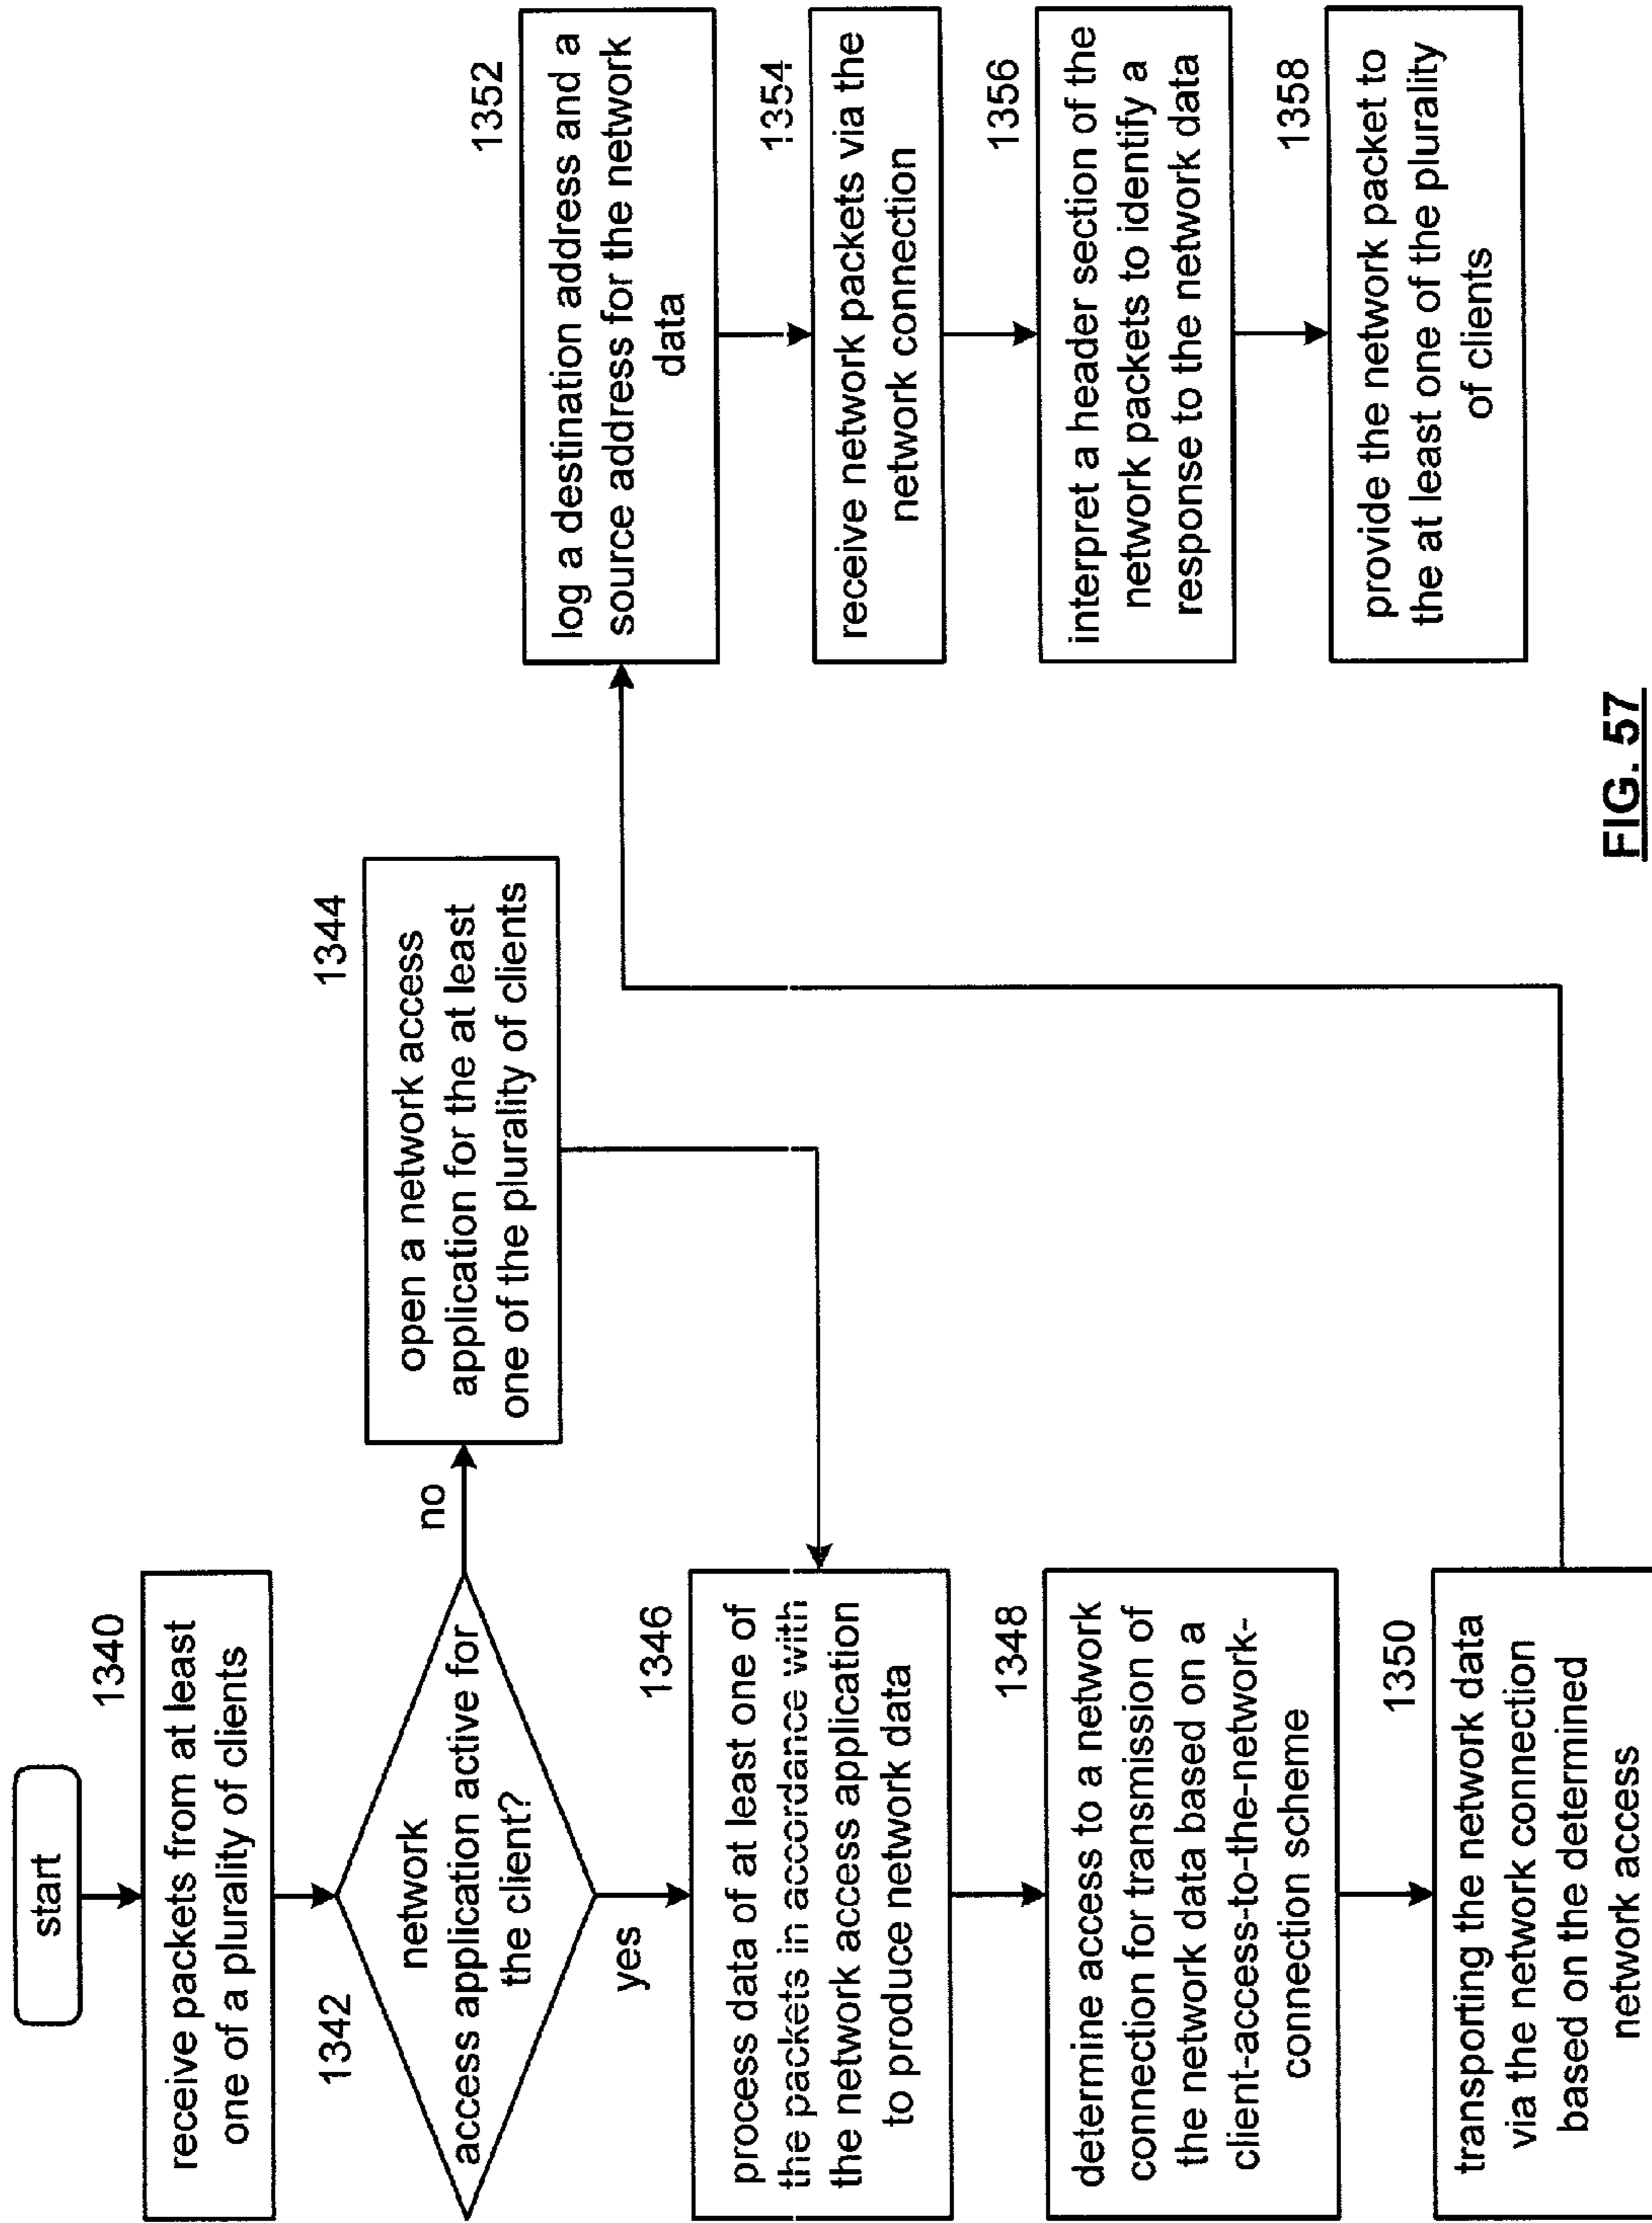 start
1340
receive packets from at least
one of a plurality of clients
1342
network
access application active for
the client?
no
yes
1344
open a network access
application for the at least
one of the plurality of clients
1346
process data of at least one of
the packets in accordance with
the network access application
to produce network data
1348
determine access to a network
connection for transmission of
the network data based on a
client-access-to-the-network-
connection scheme
1350
transporting the network data
via the network connection
based on the determined
network access
1352
log a destination address and a
source address for the network
data
1354
receive network packets via the
network connection
1356
interpret a header section of the
network packets to identify a
response to the network data
1358
provide the network packet to
the at least one of the plurality
of clients
FIG. 57